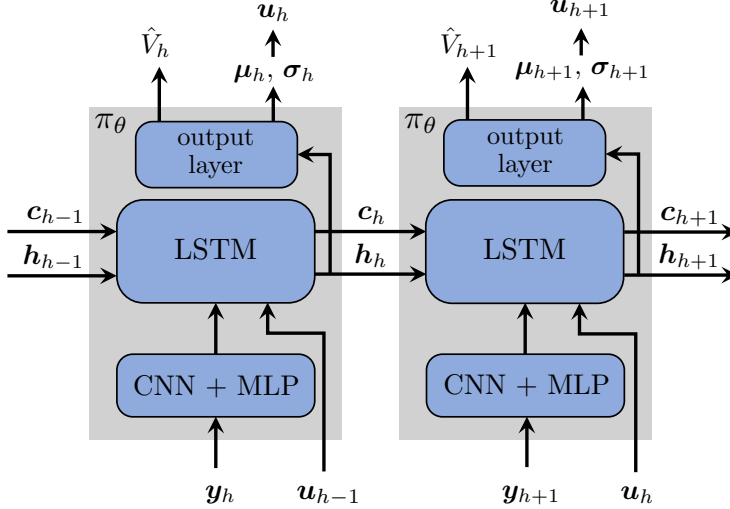 𝒖_h
𝒖_{h+1}
V̂_h
V̂_{h+1}
𝝁_h, 𝝈_h
𝝁_{h+1}, 𝝈_{h+1}
π_θ
π_θ
output
layer
output
layer
𝒄_{h−1}
𝒄_h
𝒄_{h+1}
LSTM
LSTM
𝒉_{h−1}
𝒉_h
𝒉_{h+1}
CNN + MLP
CNN + MLP
𝒚_h
𝒖_{h−1}
𝒚_{h+1}
𝒖_h